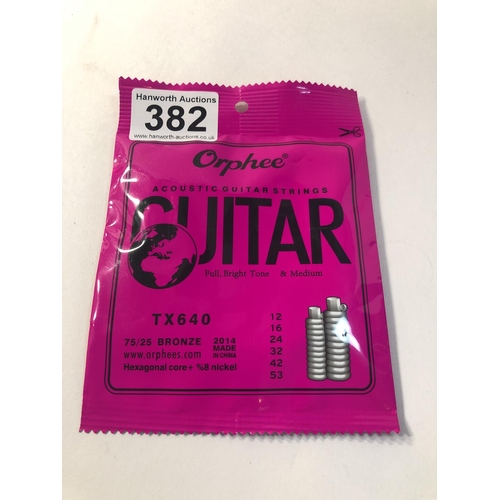 Hanworth Auctions
382
www.hanworth-auctions.co.uk
Orphee®
ACOUSTIC GUITAR STRINGS
GUITAR
Full, Bright Tone & Medium
TX640
75/25 BRONZE 2014 MADE IN CHINA
www.orphees.com
Hexagonal core+ %8 nickel
12
16
24
32
42
53